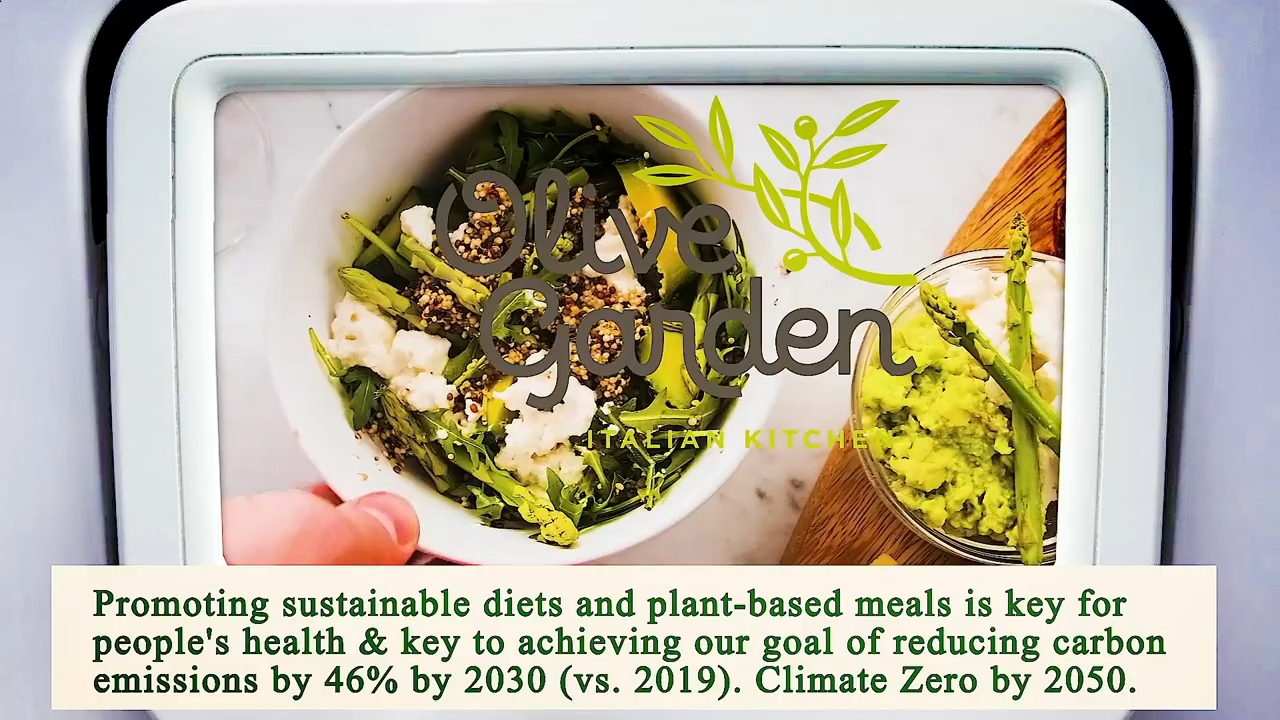 Olive
Garden
ITALIAN KITCHEN
Promoting sustainable diets and plant-based meals is key for
people's health & key to achieving our goal of reducing carbon
emissions by 46% by 2030 (vs. 2019). Climate Zero by 2050.